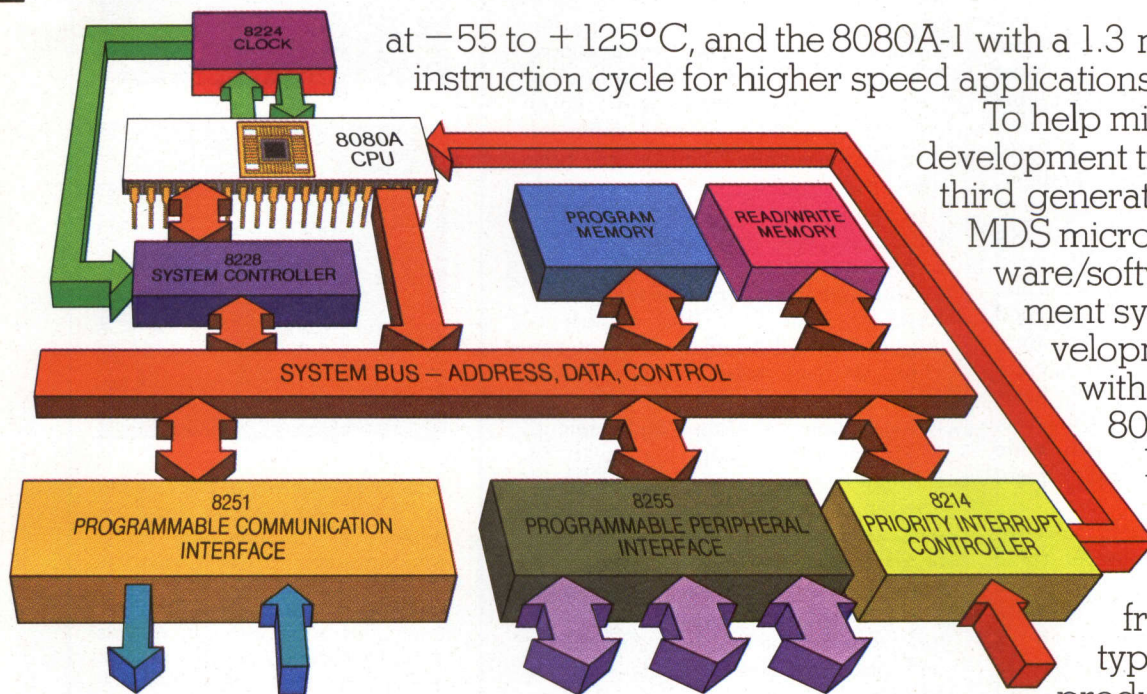 at −55 to +125°C, and the 8080A-1 with a 1.3
instruction cycle for higher speed applications
To help mi
development t
third generat
MDS micro
ware/soft
ment sy
velop
with
80
8224
CLOCK
8080A
CPU
PROGRAM
MEMORY
READ/WRITE
MEMORY
8228
SYSTEM CONTROLLER
SYSTEM BUS — ADDRESS, DATA, CONTROL
8251
PROGRAMMABLE COMMUNICATION
INTERFACE
8255
PROGRAMMABLE PERIPHERAL
INTERFACE
8214
PRIORITY INTERRUPT
CONTROLLER
fr
typ
prod